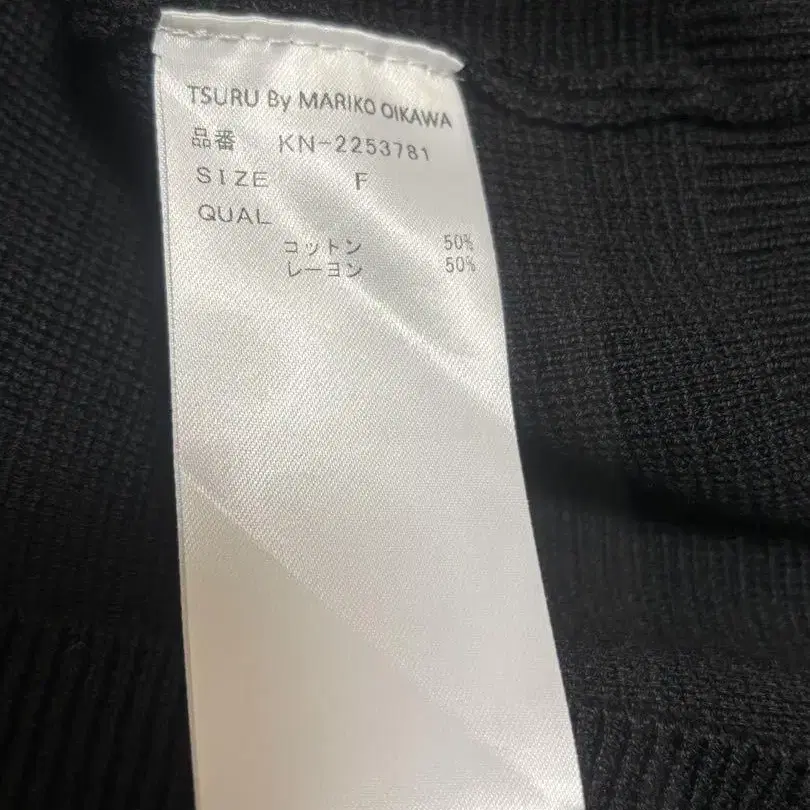 TSURU By MARIKO OIKAWA
品番 KN-2253781
SIZE F
QUAL
コットン 50%
レーヨン 50%